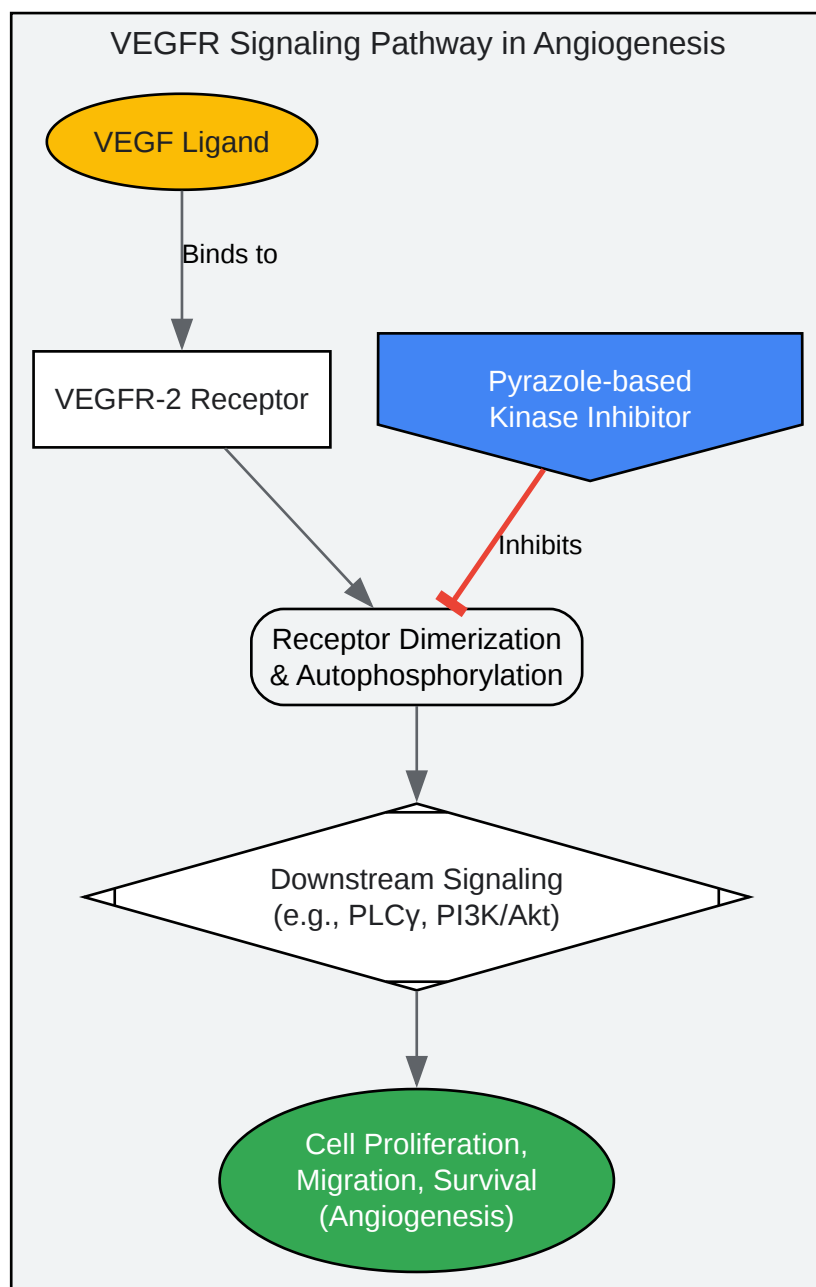 VEGFR Signaling Pathway in Angiogenesis
VEGF Ligand
Binds to
VEGFR-2 Receptor
Pyrazole-based
Kinase Inhibitor
Inhibits
Receptor Dimerization
& Autophosphorylation
Downstream Signaling
(e.g., PLCγ, PI3K/Akt)
Cell Proliferation,
Migration, Survival
(Angiogenesis)